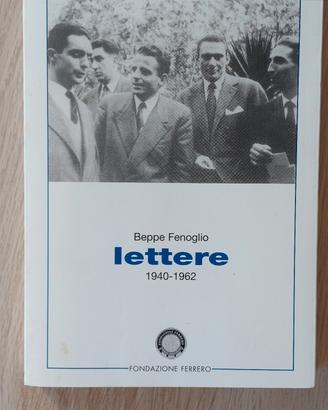 Beppe Fenoglio
lettere
1940-1962
FONDAZIONE FERRERO